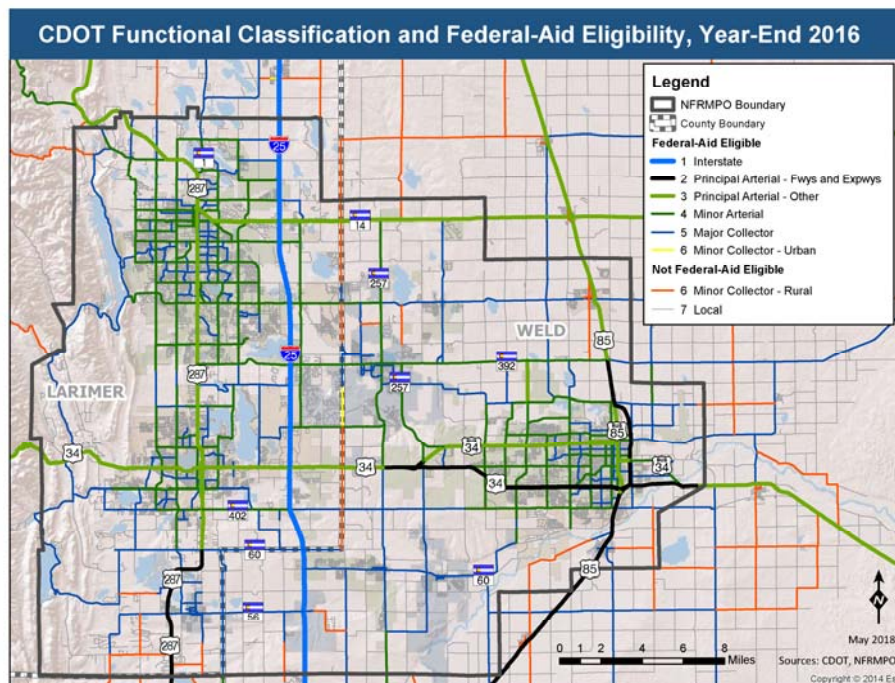 CDOT Functional Classification and Federal-Aid Eligibility, Year-End 2016
Legend
NFRMPO Boundary
County Boundary
Federal-Aid Eligible
1 Interstate
2 Principal Arterial - Fwys and Expwys
3 Principal Arterial - Other
4 Minor Arterial
5 Major Collector
6 Minor Collector - Urban
Not Federal-Aid Eligible
6 Minor Collector - Rural
7 Local
1
25
287
14
257
WELD
85
25
392
287
257
LARIMER
85
34
34
34
34
34
402
60
85
60
287
56
287
N
May 2018
0 1 2 4 6 8
Miles
Sources: CDOT, NFRMPO
Copyright © 2014 Es